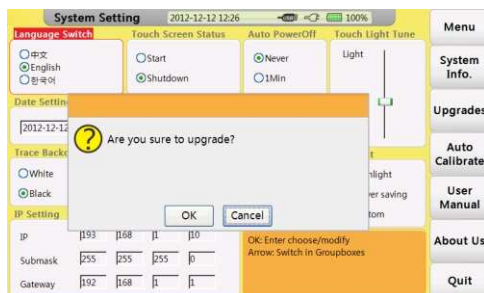 System Setting
2012-12-12 12:26
100%
Language Switch
Touch Screen Status
Auto PowerOff
Touch Light Tune
中文
English
한국어
Start
Shutdown
Never
1Min
Light
Date Settin
2012-12-12
Are you sure to upgrade?
OK
Cancel
Trace Backg
White
Black
nlight
er saving
tom
IP Setting
IP
193
168
1
10
Submask
255
255
255
0
Gateway
192
168
1
1
OK: Enter choose/modify
Arrow: Switch in Groupboxes
Menu
System
Info.
Upgrades
Auto
Calibrate
User
Manual
About Us
Quit